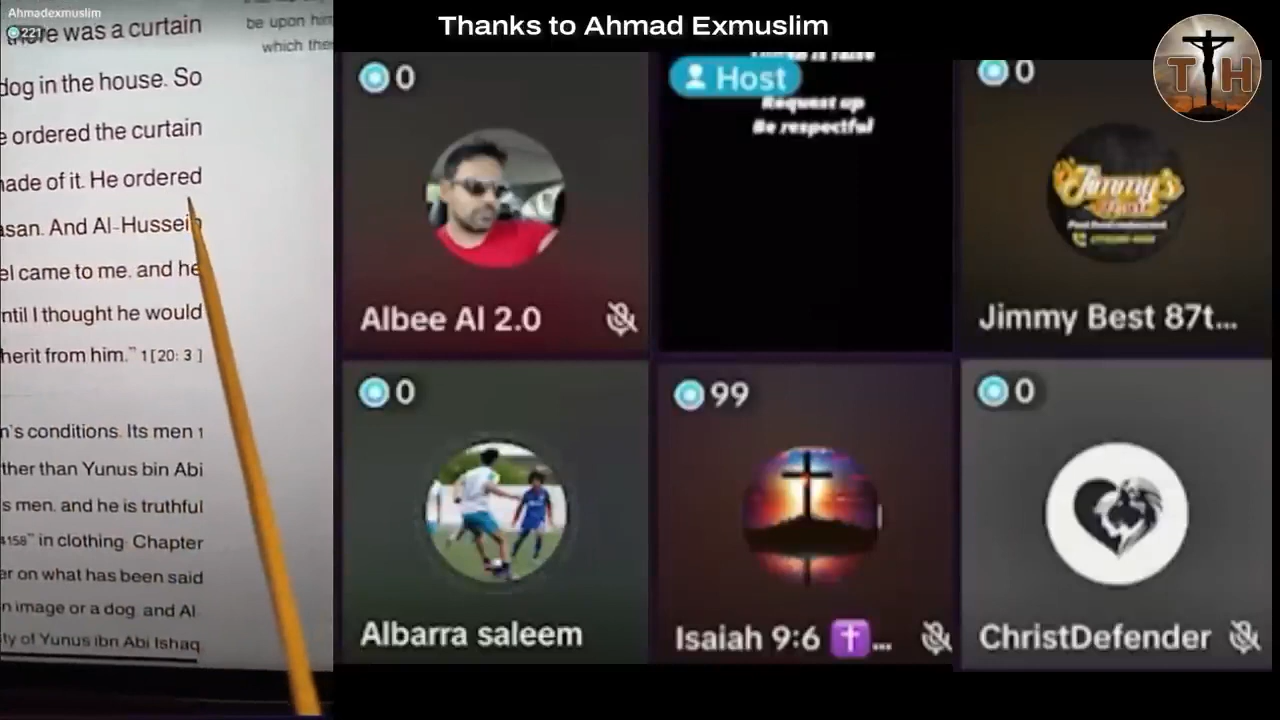 Ahmadexmuslim
221
there was a curtain
dog in the house. So
e ordered the curtain
nade of it. He ordered
asan. And Al-Hussein
el came to me. and he
ntil I thought he would
herit from him." 1 [20: 3 ]
n's conditions. Its men 1
ther than Yunus bin Abi
s men. and he is truthful
4158" in clothing: Chapter
er on what has been said
n image or a dog and Al
ty of Yunus ibn Abi Ishaq
be upon him
which the
Thanks to Ahmad Exmuslim
TH
0
Albee Al 2.0
Host
Request up
Be respectful
0
Jimmy's
Best
Jimmy Best 87t...
0
Albarra saleem
99
Isaiah 9:6 ✝️...
0
ChristDefender